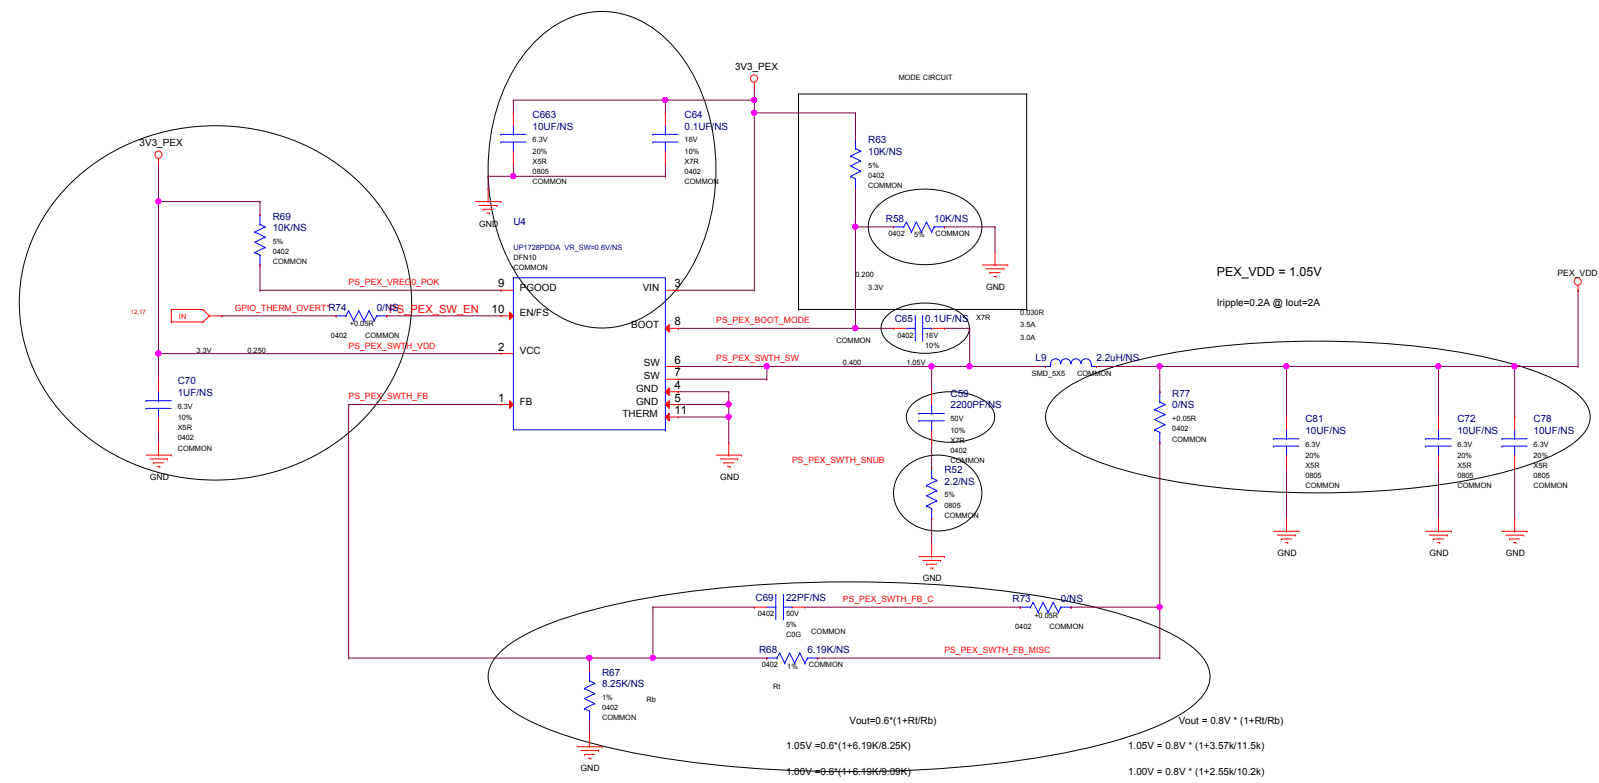 3V3_PEX
MODE CIRCUIT
C663
10UF/NS
6.3V
20%
X5R
0805
COMMON
C64
0.1UF/NS
16V
10%
X7R
0402
COMMON
GND
3V3_PEX
R69
10K/NS
5%
0402
COMMON
R63
10K/NS
5%
0402
COMMON
R58
10K/NS
0402
5%
COMMON
GND
0.200
3.3V
U4
UP1728PDDA VR_SW=0.6V/NS
DFN10
COMMON
PS_PEX_VREG0_POK
9
PGOOD
VIN
3
12.17
IN
GPIO_THERM_OVERT*
R74
0/NS
+0.05R
0402
COMMON
PS_PEX_SW_EN
10
EN/FS
BOOT
8
PS_PEX_BOOT_MODE
COMMON
C65
0.1UF/NS
0402
16V
10%
X7R
0.030R
3.5A
3.0A
3.3V
0.250
PS_PEX_SWTH_VDD
2
VCC
SW
6
PS_PEX_SWTH_SW
0.400
1.05V
SW
7
GND
4
GND
5
THERM
11
GND
C70
1UF/NS
6.3V
10%
X5R
0402
COMMON
GND
PS_PEX_SWTH_FB
1
FB
L9
2.2uH/NS
SMD_5X5
COMMON
PEX_VDD = 1.05V
Iripple=0.2A @ Iout=2A
PEX_VDD
C59
2200PF/NS
50V
10%
X7R
0402
COMMON
PS_PEX_SWTH_SNUB
R52
2.2/NS
5%
0805
COMMON
GND
R77
0/NS
+0.05R
0402
COMMON
C81
10UF/NS
6.3V
20%
X5R
0805
COMMON
GND
C72
10UF/NS
6.3V
20%
X5R
0805
COMMON
GND
C78
10UF/NS
6.3V
20%
X5R
0805
COMMON
GND
C69
22PF/NS
0402
50V
5%
C0G
COMMON
PS_PEX_SWTH_FB_C
R73
0/NS
+0.05R
0402
COMMON
R68
6.19K/NS
0402
1%
COMMON
PS_PEX_SWTH_FB_MISC
Rt
R67
8.25K/NS
1%
0402
COMMON
Rb
GND
Vout=0.6*(1+Rt/Rb)
1.05V =0.6*(1+6.19K/8.25K)
1.00V =0.6*(1+6.19K/9.09K)
Vout = 0.8V * (1+Rt/Rb)
1.05V = 0.8V * (1+3.57k/11.5k)
1.00V = 0.8V * (1+2.55k/10.2k)